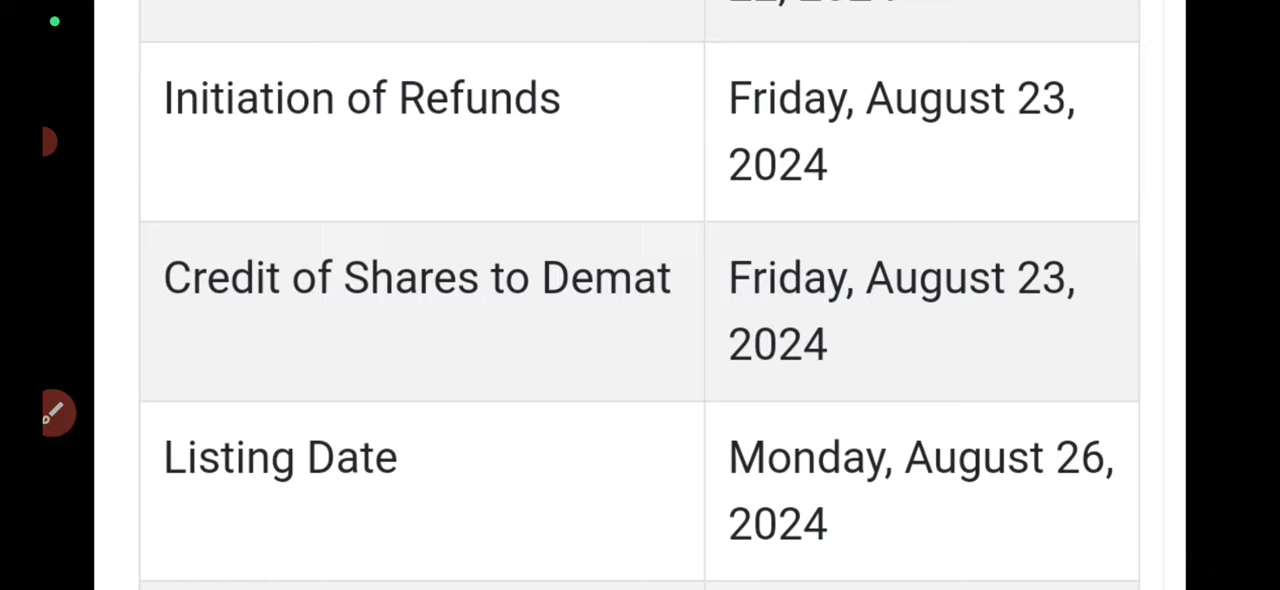 Initiation of Refunds
Friday, August 23,
2024
Credit of Shares to Demat
Friday, August 23,
2024
Listing Date
Monday, August 26,
2024